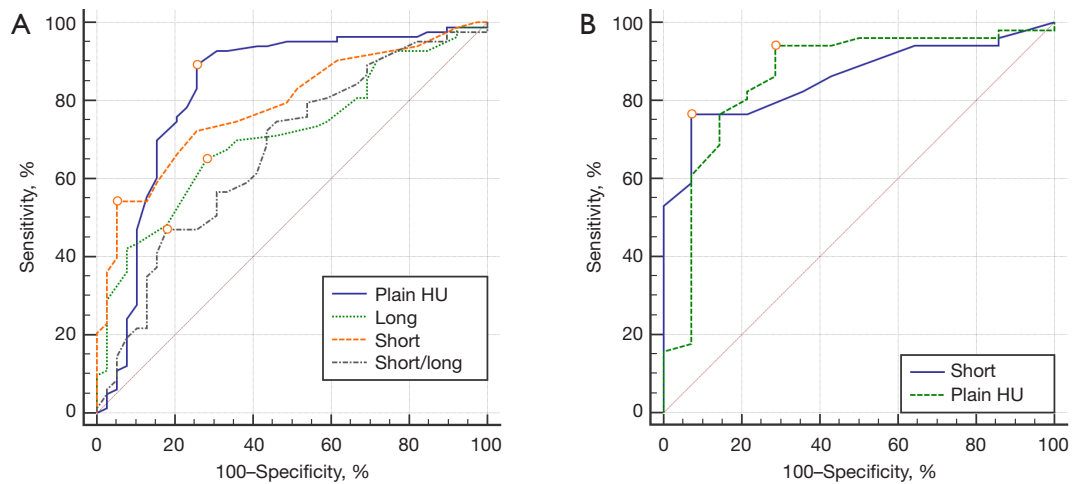 A
100
80
60
40
20
0
Sensitivity, %
0 20 40 60 80 100
100–Specificity, %
Plain HU
Long
Short
Short/long
B
100
80
60
40
20
0
Sensitivity, %
0 20 40 60 80 100
100–Specificity, %
Short
Plain HU